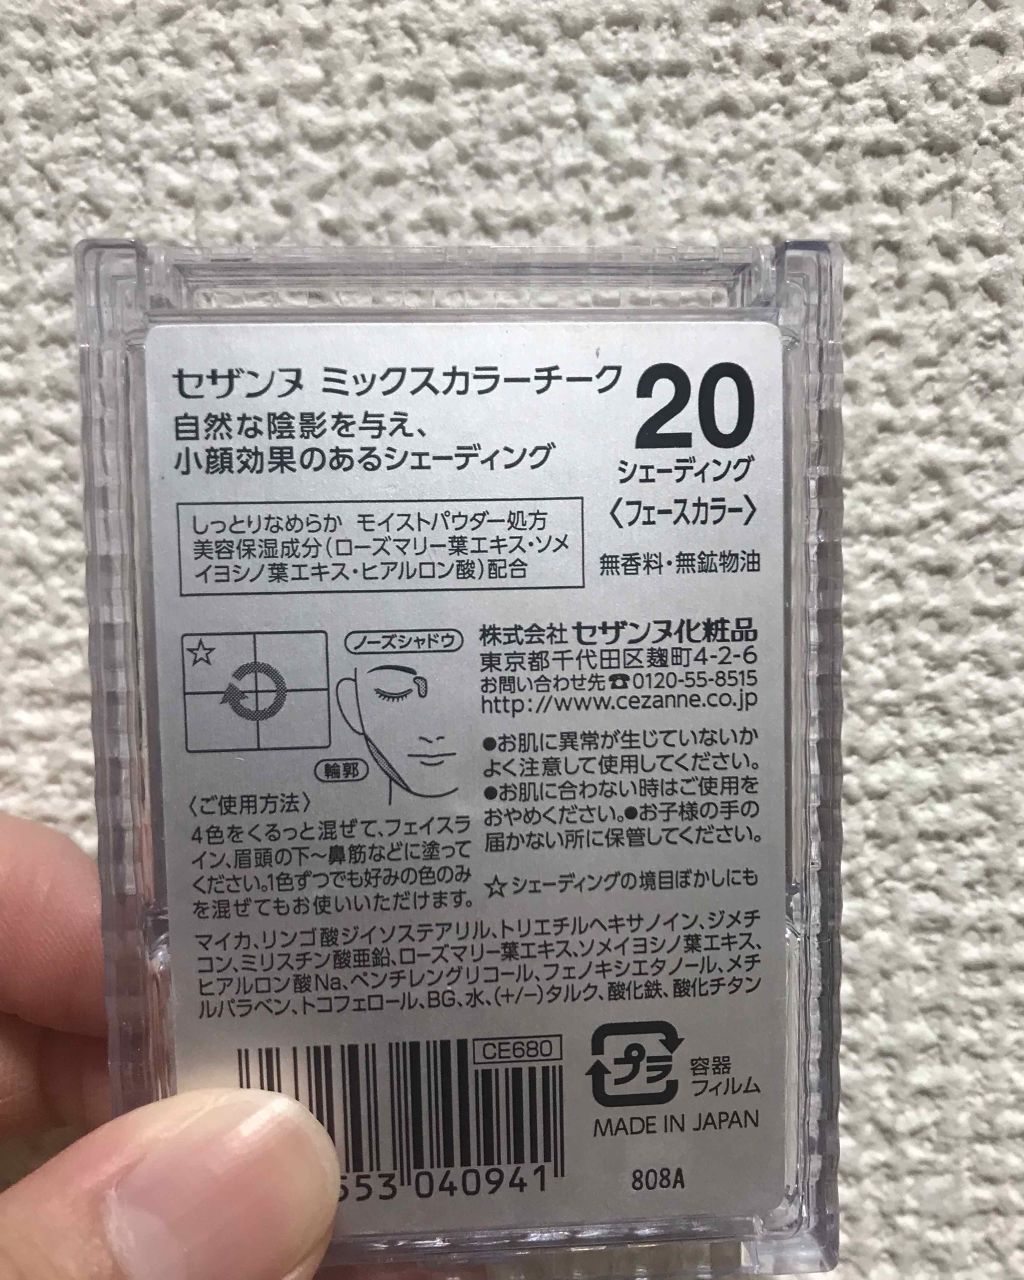 セザンヌ ミックスカラーチーク
自然な陰影を与え、
小顔効果のあるシェーディング
20
シェーディング
〈フェースカラー〉
しっとりなめらか モイストパウダー処方
美容保湿成分(ローズマリー葉エキス・ソメ
イヨシノ葉エキス・ヒアルロン酸)配合
無香料・無鉱物油
☆
ノーズシャドウ
輪郭
株式会社 セザンヌ化粧品
東京都千代田区麹町4-2-6
お問い合わせ先☎0120-55-8515
http://www.cezanne.co.jp
●お肌に異常が生じていないか
よく注意して使用してください。
●お肌に合わない時はご使用を
おやめください。●お子様の手の
届かない所に保管してください。
〈ご使用方法〉
4色をくるっと混ぜて、フェイスラ
イン、眉頭の下〜鼻筋などに塗って
ください。1色ずつでも好みの色のみ
を混ぜてもお使いいただけます。
☆シェーディングの境目ぼかしにも
マイカ、リンゴ酸ジイソステアリル、トリエチルヘキサノイン、ジメチ
コン、ミリスチン酸亜鉛、ローズマリー葉エキス、ソメイヨシノ葉エキス、
ヒアルロン酸Na、ペンチレングリコール、フェノキシエタノール、メチ
ルパラベン、トコフェロール、BG、水、(+/−)タルク、酸化鉄、酸化チタン
CE680
プラ
容器
フィルム
MADE IN JAPAN
553 040941
808A